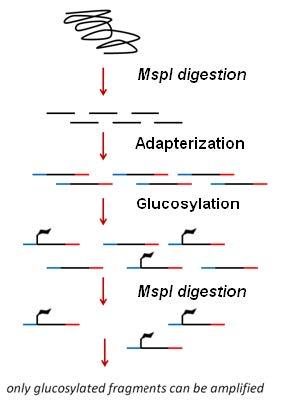 MspI digestion
Adapterization
Glucosylation
MspI digestion
only glucosylated fragments can be amplified